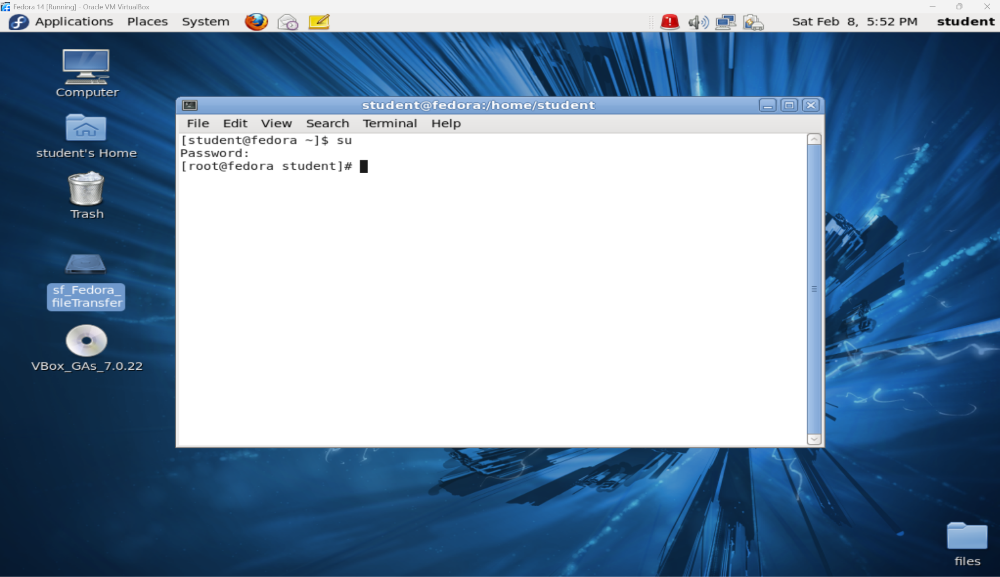 Fedora 14 [Running] - Oracle VM VirtualBox
Applications Places System
Sat Feb 8, 5:52 PM student
Computer
student's Home
Trash
sf_Fedora_
fileTransfer
VBox_GAs_7.0.22
student@fedora:/home/student
File Edit View Search Terminal Help
[student@fedora ~]$ su
Password:
[root@fedora student]#
files